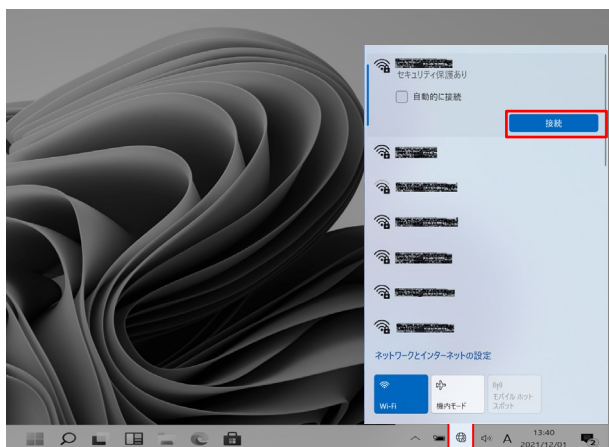 セキュリティ保護あり
自動的に接続
接続
ネットワークとインターネットの設定
Wi-Fi
機内モード
モバイル ホット
スポット
A
13:40
2021/12/01
2